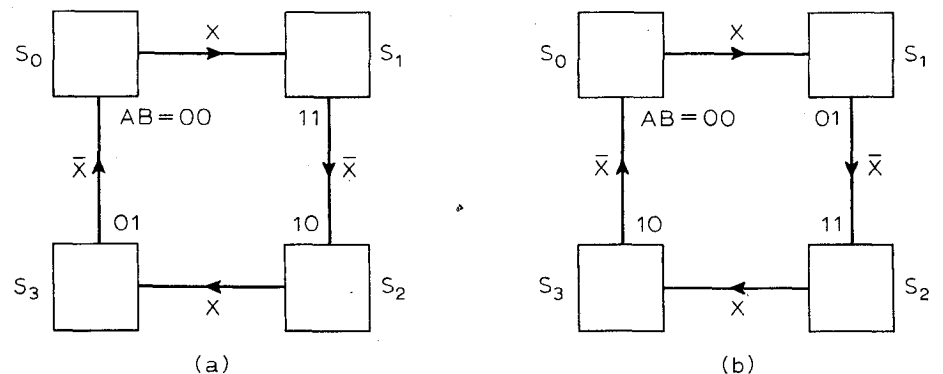 S₀ X S₁
AB=00 11
X̄ X̄
01 10
S₃ X S₂
(a)
S₀ X S₁
AB=00 01
X̄ X̄
10 11
S₃ X S₂
(b)